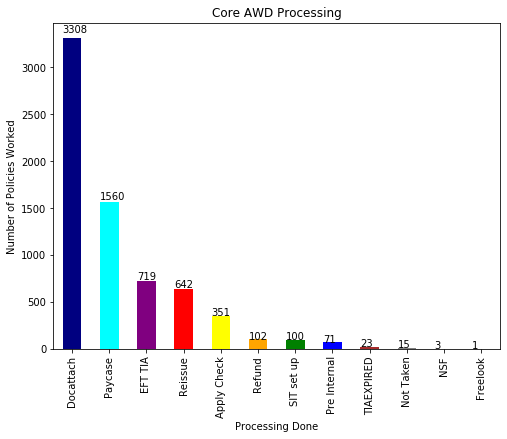 Core AWD Processing
3308
1560
719
642
351
102
100
71
23
15
3
1
3000
2500
2000
1500
1000
500
0
Number of Policies Worked
Docattach
Paycase
EFT TIA
Reissue
Apply Check
Refund
SIT set up
Pre Internal
TIAEXPIRED
Not Taken
NSF
Freelook
Processing Done